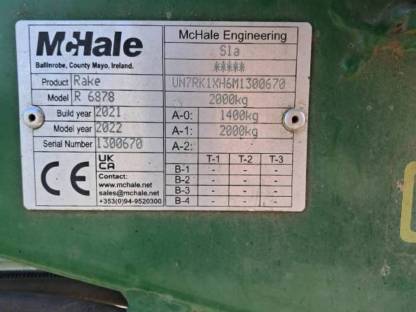 McHale
Ballinrobe, County Mayo, Ireland.
Product Rake
Model R 6878
Build year 2021
Model year 2022
Serial Number 1300670
CE
UK
CA
Contact:
www.mchale.net
sales@mchale.net
+353(0)94-9520300
McHale Engineering
S1a
*****
UN7RK1XH6M1300670
2000kg
A-0: 1400kg
A-1: 2000kg
A-2:
T-1 T-2 T-3
B-1 - - -
B-2 - - -
B-3 - - -
B-4 - - -